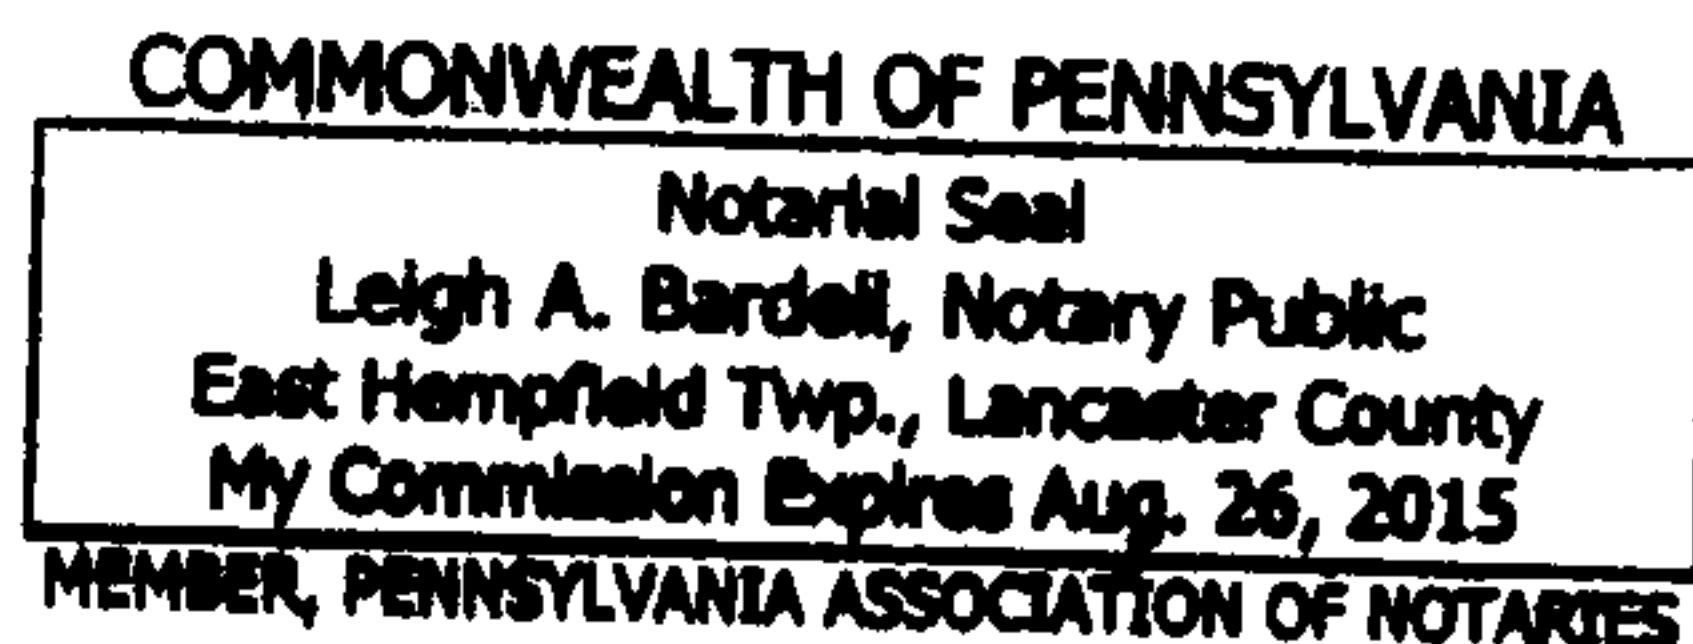 COMMONWEALTH OF PENNSYLVANIA
Notarial Seal
Leigh A. Bardell, Notary Public
East Hempfield Twp., Lancaster County
My Commission Expires Aug. 26, 2015
MEMBER, PENNSYLVANIA ASSOCIATION OF NOTARIES